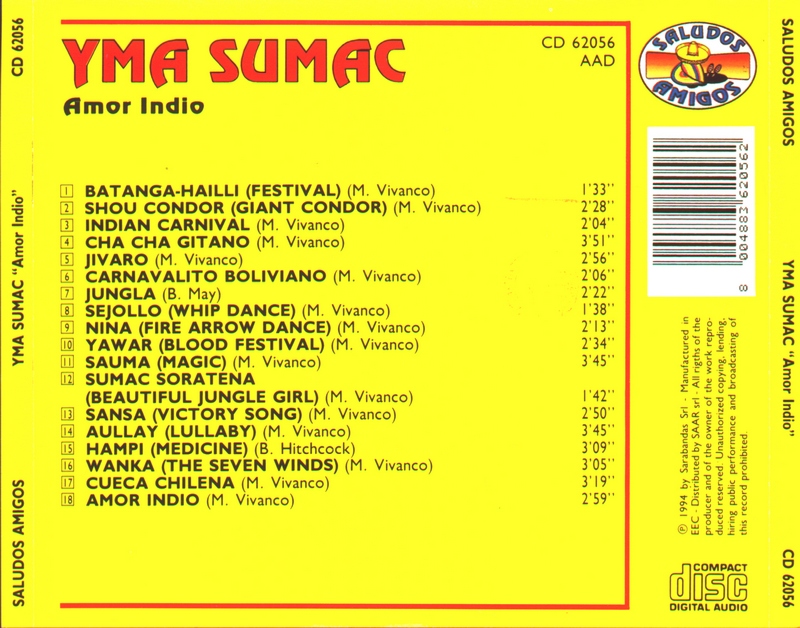 CD 62056
YMA SUMAC "Amor Indio"
SALUDOS AMIGOS
YMA SUMAC
Amor Indio
CD 62056
AAD
1 BATANGA-HAILLI (FESTIVAL) (M. Vivanco) 1'33''
2 SHOU CONDOR (GIANT CONDOR) (M. Vivanco) 2'28''
3 INDIAN CARNIVAL (M. Vivanco) 2'04''
4 CHA CHA GITANO (M. Vivanco) 3'51''
5 JIVARO (M. Vivanco) 2'56''
6 CARNAVALITO BOLIVIANO (M. Vivanco) 2'06''
7 JUNGLA (B. May) 2'22''
8 SEJOLLO (WHIP DANCE) (M. Vivanco) 1'38''
9 NINA (FIRE ARROW DANCE) (M. Vivanco) 2'13''
10 YAWAR (BLOOD FESTIVAL) (M. Vivanco) 2'34''
11 SAUMA (MAGIC) (M. Vivanco) 3'45''
12 SUMAC SORATENA
(BEAUTIFUL JUNGLE GIRL) (M. Vivanco) 1'42''
13 SANSA (VICTORY SONG) (M. Vivanco) 2'50''
14 AULLAY (LULLABY) (M. Vivanco) 3'45''
15 HAMPI (MEDICINE) (B. Hitchcock) 3'09''
16 WANKA (THE SEVEN WINDS) (M. Vivanco) 3'05''
17 CUECA CHILENA (M. Vivanco) 3'19''
18 AMOR INDIO (M. Vivanco) 2'59''
SALUDOS
AMIGOS
8 004883 620562
℗ 1994 by Sarabandas Srl - Manufactured in
EEC - Distributed by SAAR srl - All rigths of the
producer and of the owner of the work repro-
duced reserved. Unauthorized copying, lending,
hiring public performance and broadcasting of
this record prohibited.
COMPACT
disc
DIGITAL AUDIO
SALUDOS AMIGOS
YMA SUMAC "Amor Indio"
CD 62056